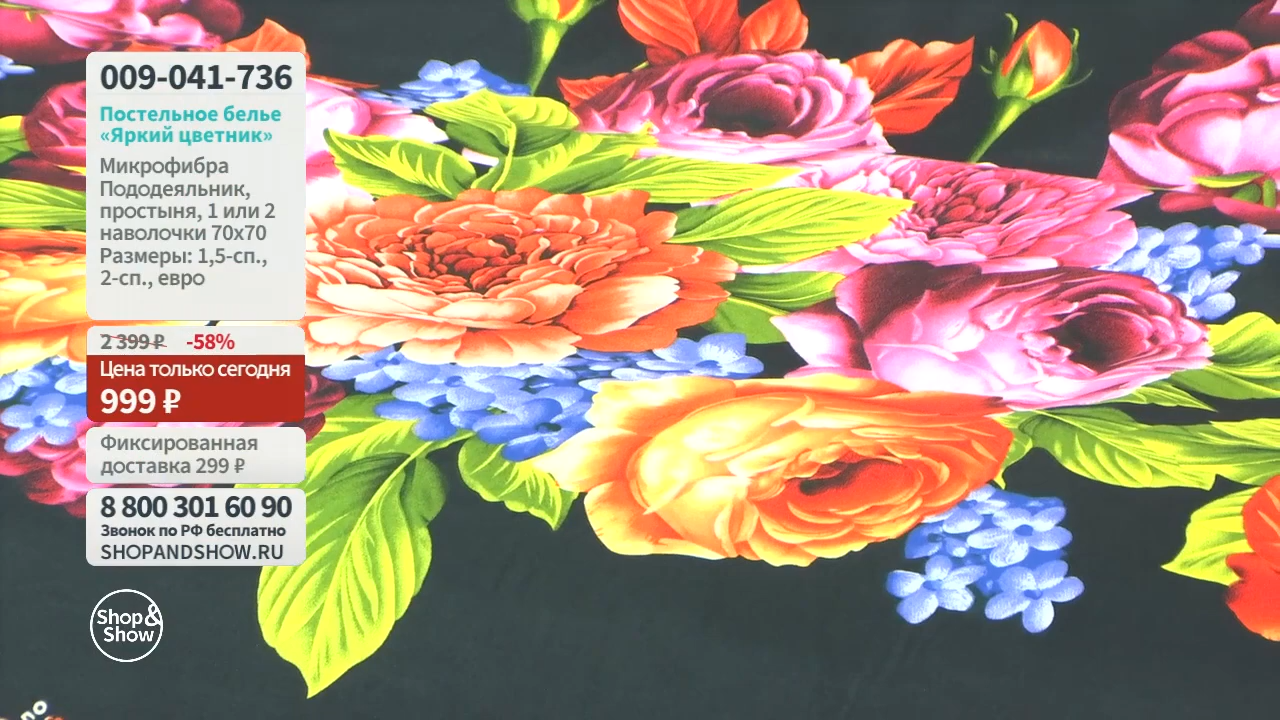 009-041-736
Постельное белье
«Яркий цветник»
Микрофибра
Пододеяльник,
простыня, 1 или 2
наволочки 70х70
Размеры: 1,5-сп.,
2-сп., евро
2 399 ₽ -58%
Цена только сегодня
999 ₽
Фиксированная
доставка 299 ₽
8 800 301 60 90
Звонок по РФ бесплатно
SHOPANDSHOW.RU
Shop&
Show